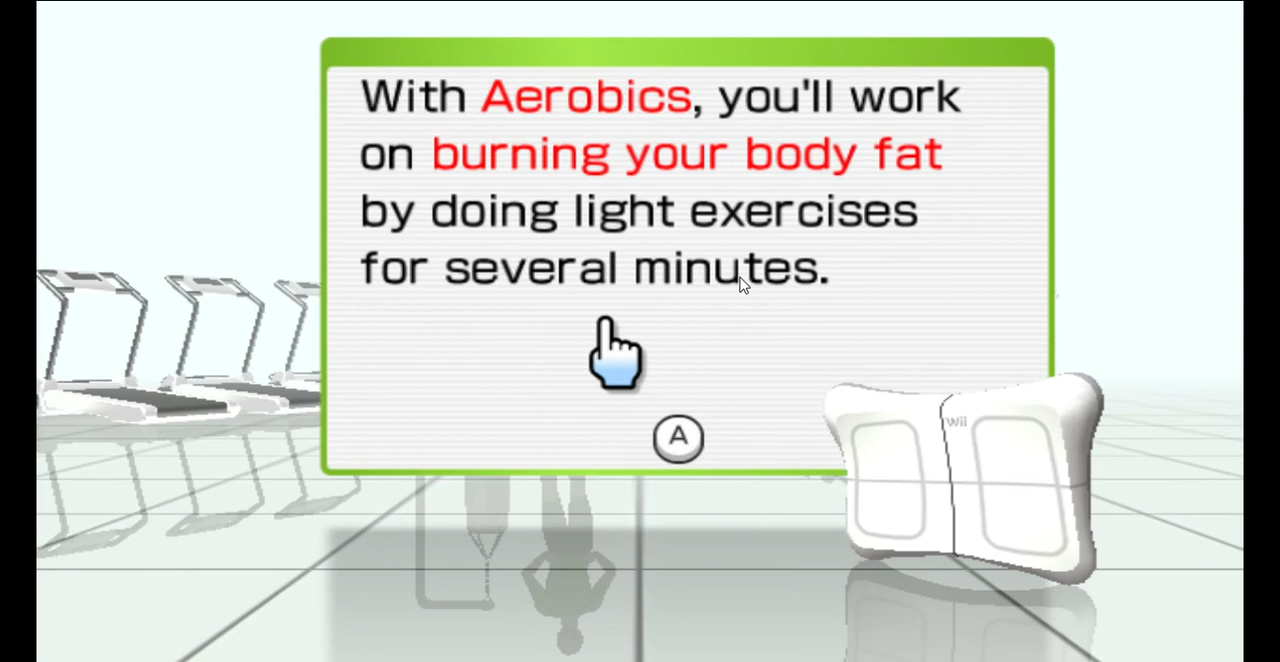 With Aerobics, you'll work
on burning your body fat
by doing light exercises
for several minutes.
A
Wii